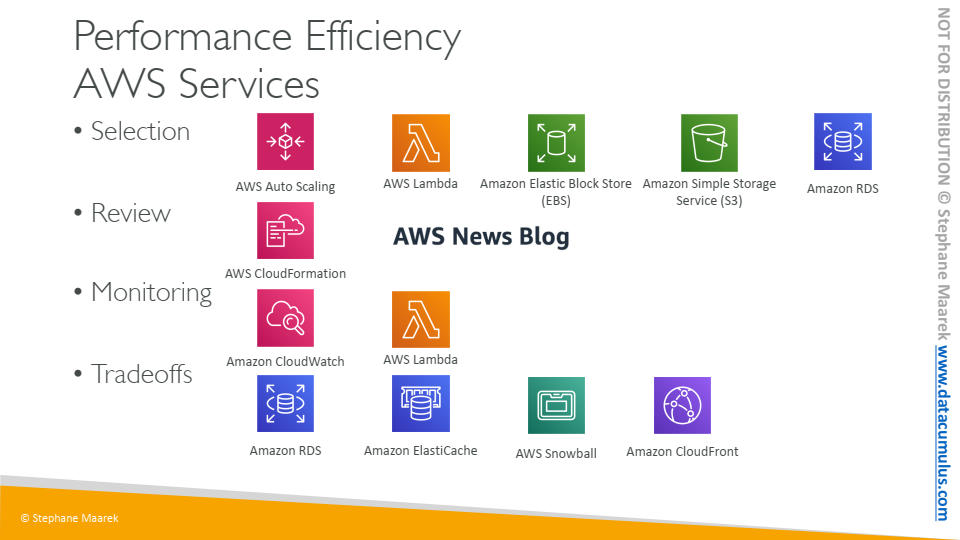 Performance Efficiency
AWS Services
• Selection
AWS Auto Scaling
AWS Lambda
Amazon Elastic Block Store
(EBS)
Amazon Simple Storage
Service (S3)
Amazon RDS
• Review
AWS CloudFormation
AWS News Blog
• Monitoring
Amazon CloudWatch
AWS Lambda
• Tradeoffs
Amazon RDS
Amazon ElastiCache
AWS Snowball
Amazon CloudFront
© Stephane Maarek
NOT FOR DISTRIBUTION © Stephane Maarek www.datacumulus.com